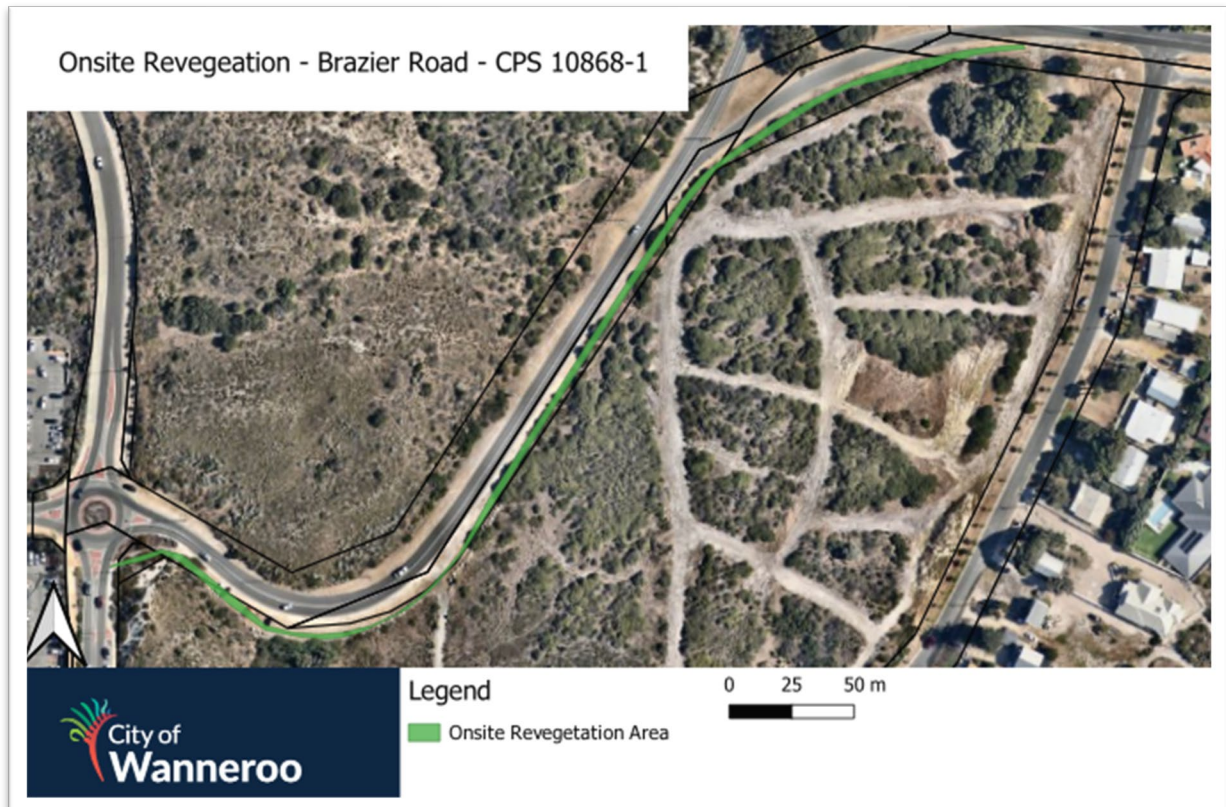 Onsite Revegeation - Brazier Road - CPS 10868-1
Legend
Onsite Revegetation Area
0 25 50 m
City of
Wanneroo